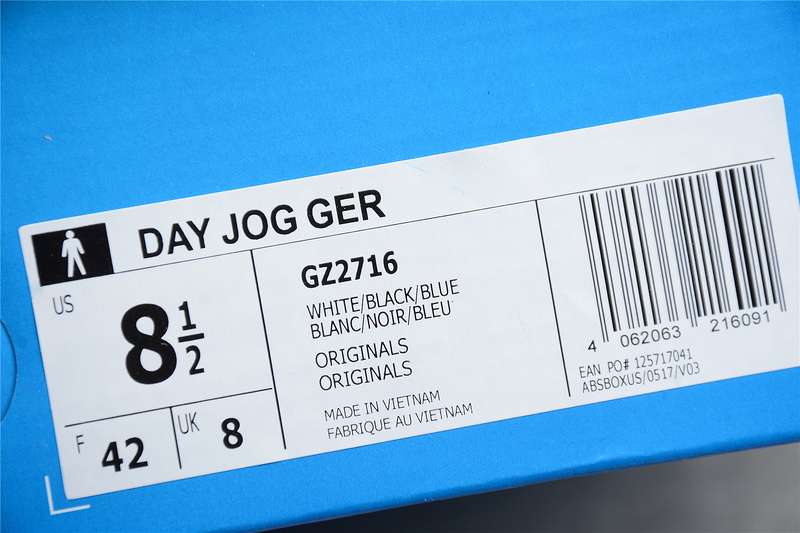 DAY JOG GER
US
8 1/2
F 42
UK 8
GZ2716
WHITE/BLACK/BLUE
BLANC/NOIR/BLEU
ORIGINALS
ORIGINALS
MADE IN VIETNAM
FABRIQUE AU VIETNAM
4 062063 216091
EAN PO# 125717041
ABSBOXUS/0517/V03